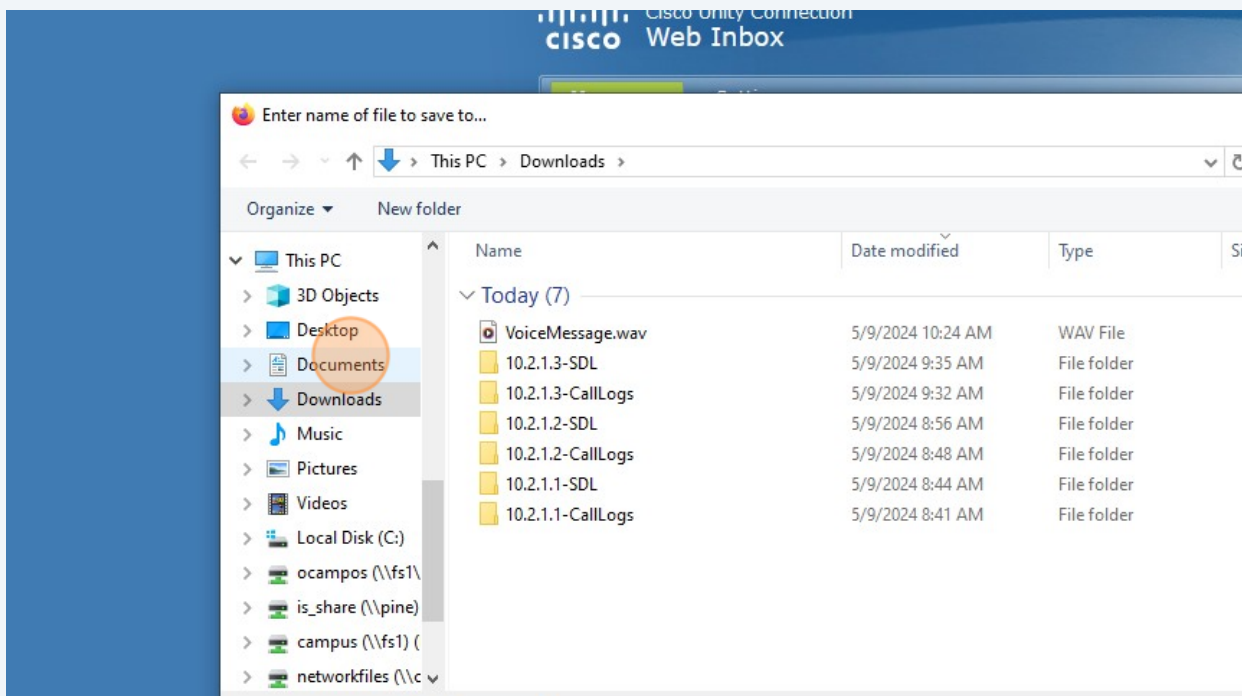 Cisco Unity Connection
CISCO Web Inbox
Enter name of file to save to...
This PC > Downloads >
Organize New folder
Name Date modified Type
This PC
3D Objects
Desktop
Documents
Downloads
Music
Pictures
Videos
Local Disk (C:)
ocampos (\\fs1\
is_share (\\pine)
campus (\\fs1) (
networkfiles (\\c
Today (7)
VoiceMessage.wav 5/9/2024 10:24 AM WAV File
10.2.1.3-SDL 5/9/2024 9:35 AM File folder
10.2.1.3-CallLogs 5/9/2024 9:32 AM File folder
10.2.1.2-SDL 5/9/2024 8:56 AM File folder
10.2.1.2-CallLogs 5/9/2024 8:48 AM File folder
10.2.1.1-SDL 5/9/2024 8:44 AM File folder
10.2.1.1-CallLogs 5/9/2024 8:41 AM File folder